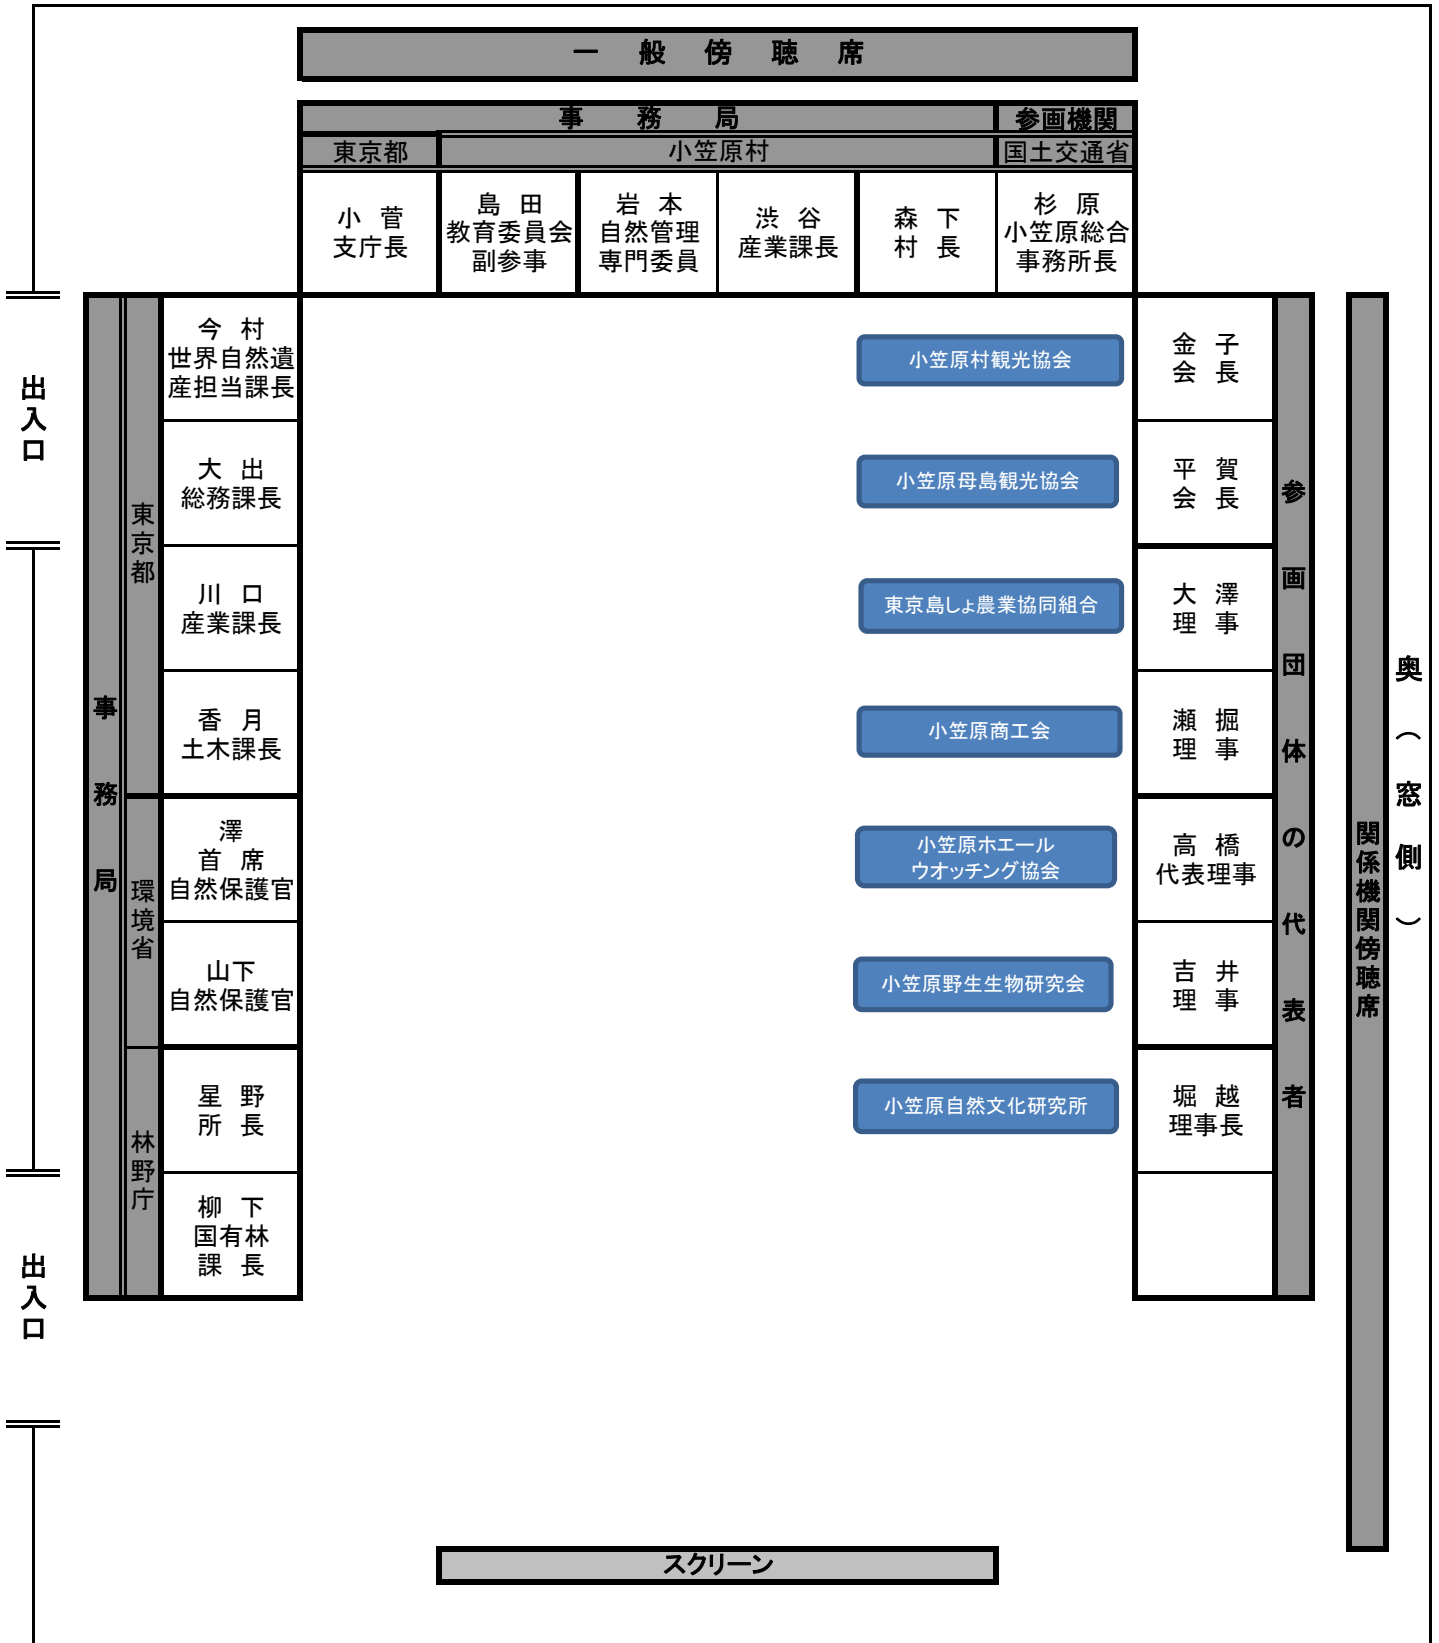 一般傍聴席
事務局
参画機関
東京都
小笠原村
国土交通省
小菅
支庁長
島田
教育委員会
副参事
岩本
自然管理
専門委員
渋谷
産業課長
森下
村長
杉原
小笠原総合
事務所長
出入口
事務局
東京都
今村
世界自然遺
産担当課長
大出
総務課長
川口
産業課長
香月
土木課長
環境省
澤
首席
自然保護官
山下
自然保護官
林野庁
星野
所長
柳下
国有林
課長
出入口
小笠原村観光協会
金子
会長
小笠原母島観光協会
平賀
会長
東京島しょ農業協同組合
大澤
理事
小笠原商工会
瀬掘
理事
小笠原ホエール
ウオッチング協会
高橋
代表理事
小笠原野生生物研究会
吉井
理事
小笠原自然文化研究所
堀越
理事長
参画団体の代表者
関係機関傍聴席
奥（窓側）
スクリーン